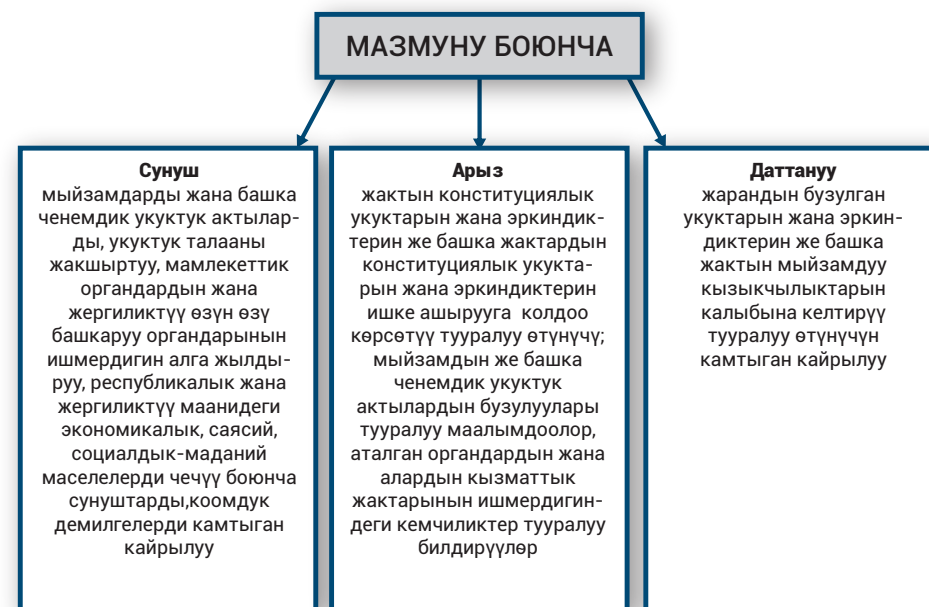 МАЗМУНУ БОЮНЧА
Сунуш
мыйзамдарды жана башка
ченемдик укуктук актылар-
ды, укуктук талааны
жакшыртуу, мамлекеттик
органдардын жана
жергиликтүү өзүн өзү
башкаруу органдарынын
ишмердигин алга жылды-
руу, республикалык жана
жергиликтүү маанидеги
экономикалык, саясий,
социалдык-маданий
маселелерди чечүү боюнча
сунуштарды,коомдук
демилгелерди камтыган
кайрылуу
Арыз
жактын конституциялык
укуктарын жана эркиндик-
терин же башка жактардын
конституциялык укукта-
рын жана эркиндиктерин
ишке ашырууга колдоо
көрсөтүү тууралуу өтүнүчү;
мыйзамдын же башка
ченемдик укуктук
актылардын бузулуулары
тууралуу маалымдоолор,
аталган органдардын жана
алардын кызматтык
жактарынын ишмердигин-
деги кемчиликтер тууралуу
билдирүүлөр
Даттануу
жарандын бузулган
укуктарын жана эркин-
диктерин же башка
жактын мыйзамдуу
кызыкчылыктарын
калыбына келтирүү
тууралуу өтүнүчүн
камтыган кайрылуу